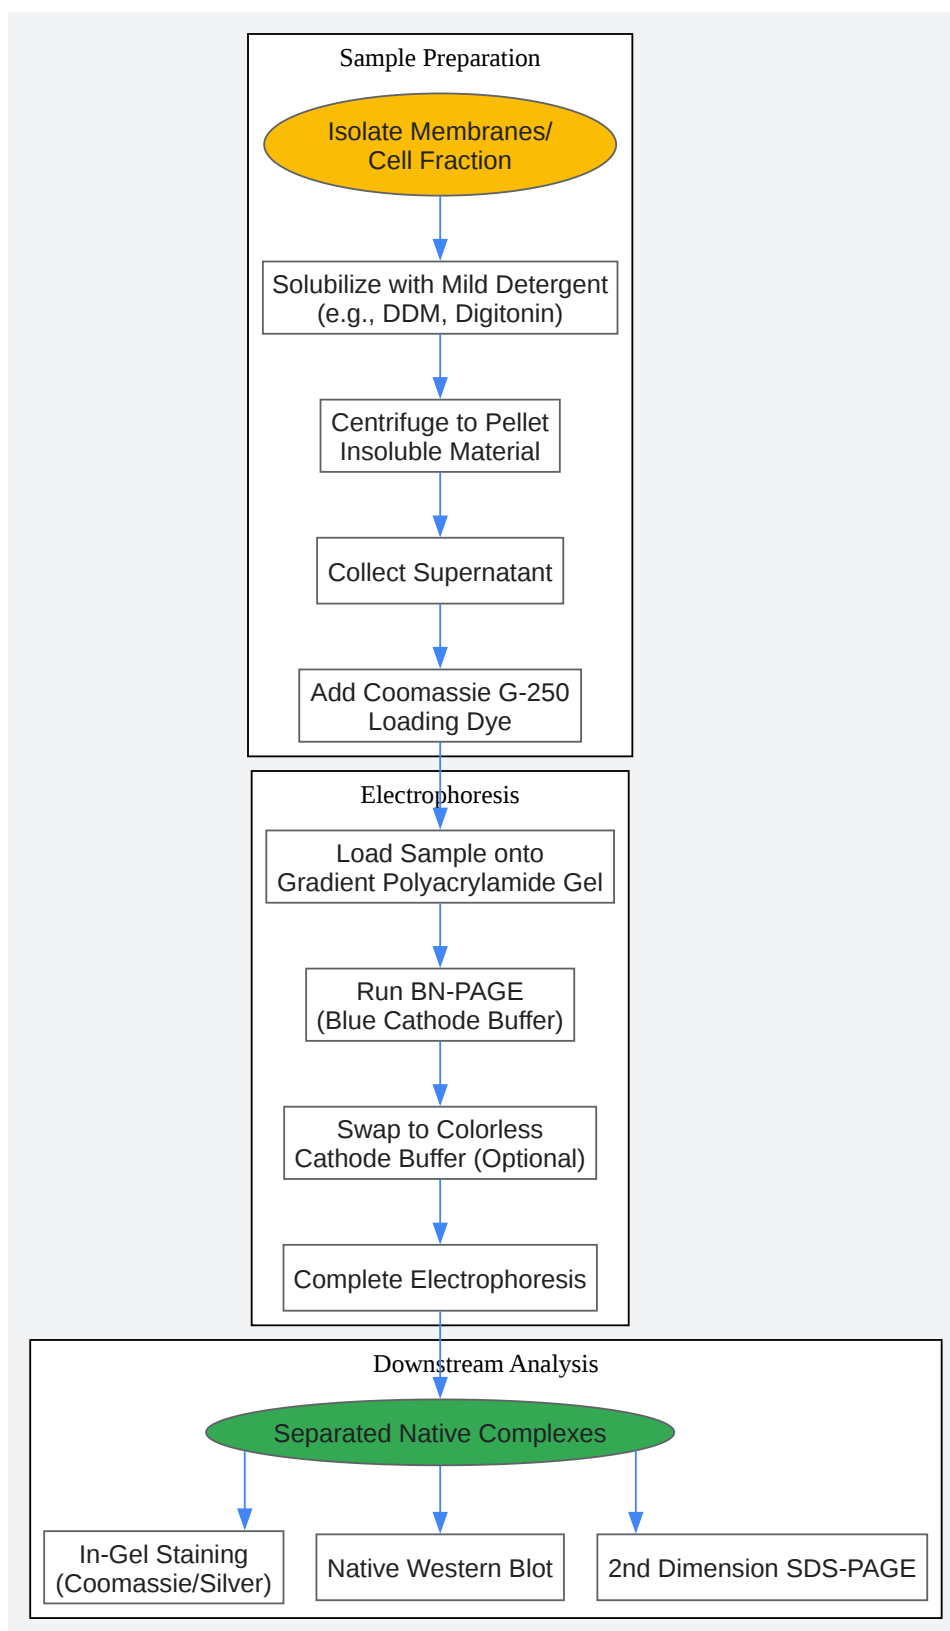 Sample Preparation
Isolate Membranes/
Cell Fraction
Solubilize with Mild Detergent
(e.g., DDM, Digitonin)
Centrifuge to Pellet
Insoluble Material
Collect Supernatant
Add Coomassie G-250
Loading Dye
Electrophoresis
Load Sample onto
Gradient Polyacrylamide Gel
Run BN-PAGE
(Blue Cathode Buffer)
Swap to Colorless
Cathode Buffer (Optional)
Complete Electrophoresis
Downstream Analysis
Separated Native Complexes
In-Gel Staining
(Coomassie/Silver)
Native Western Blot
2nd Dimension SDS-PAGE